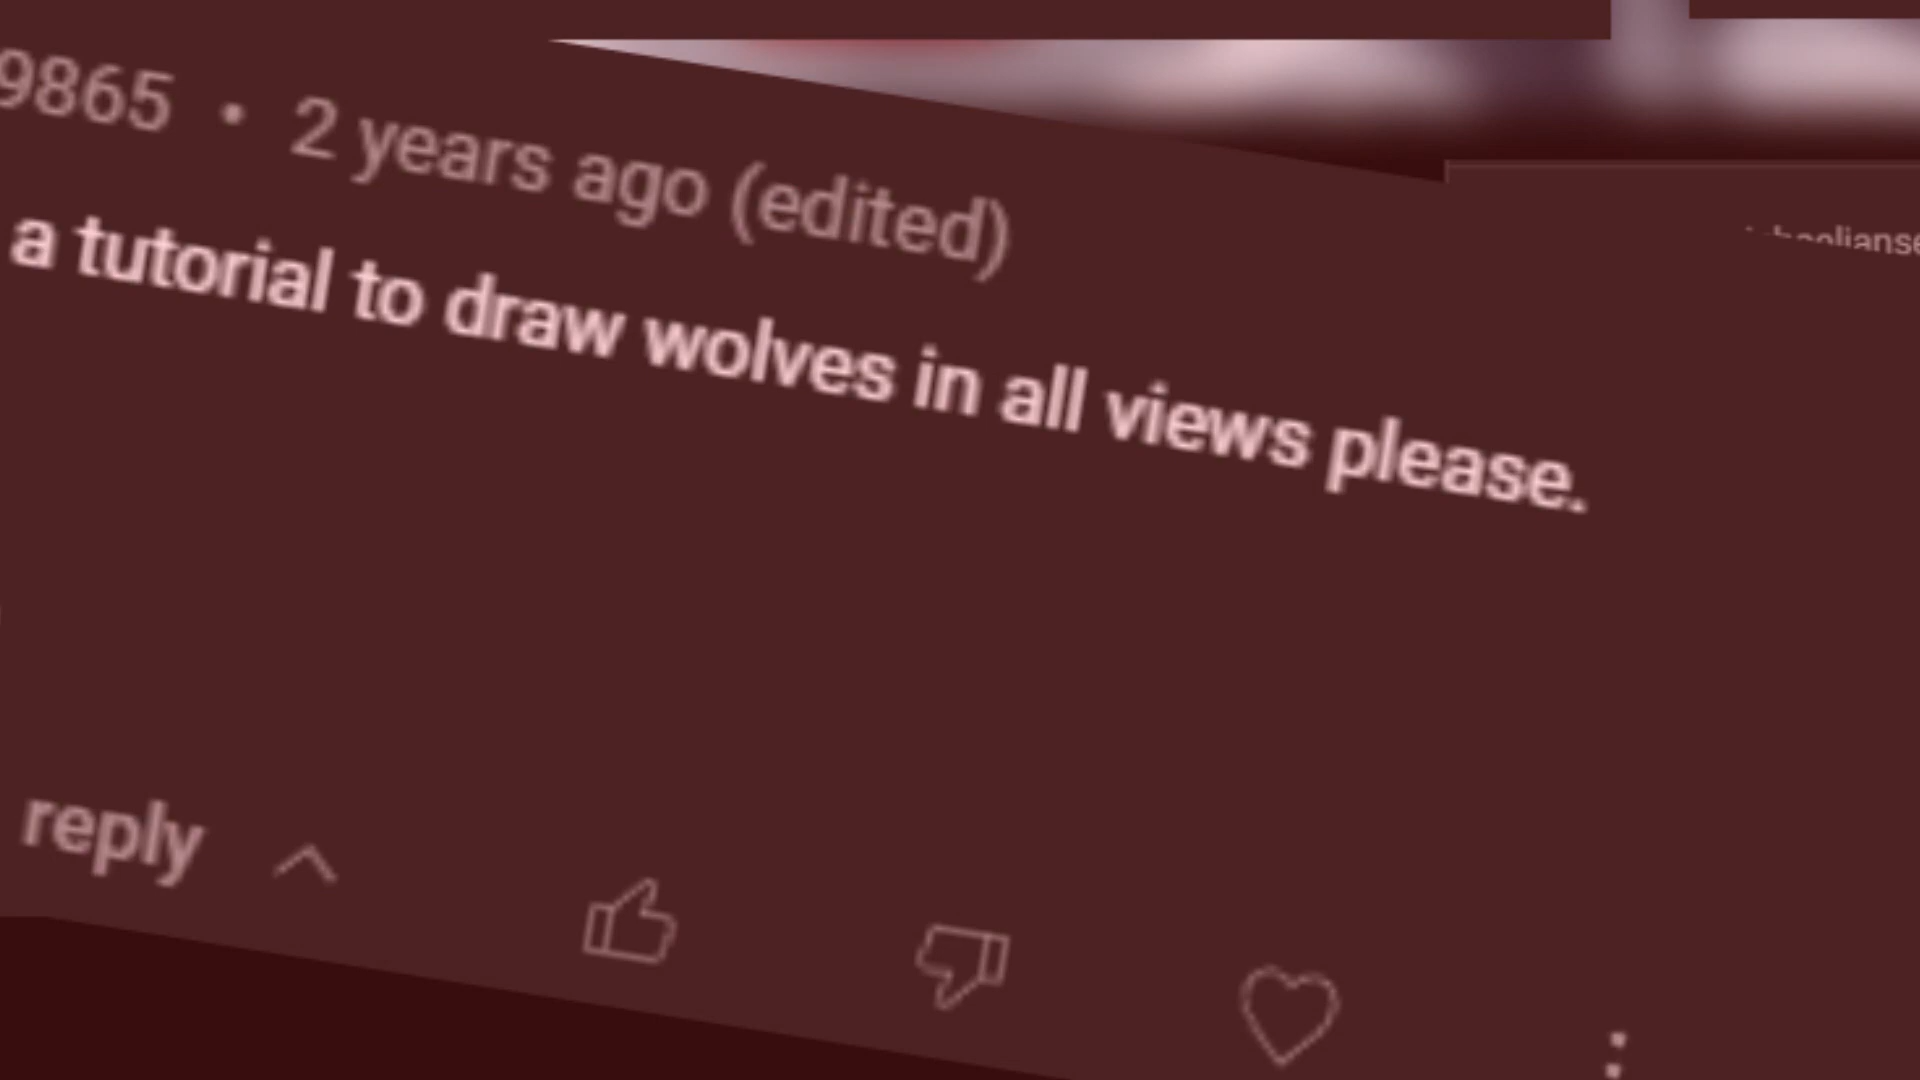 9865 • 2 years ago (edited)
a tutorial to draw wolves in all views please.
reply